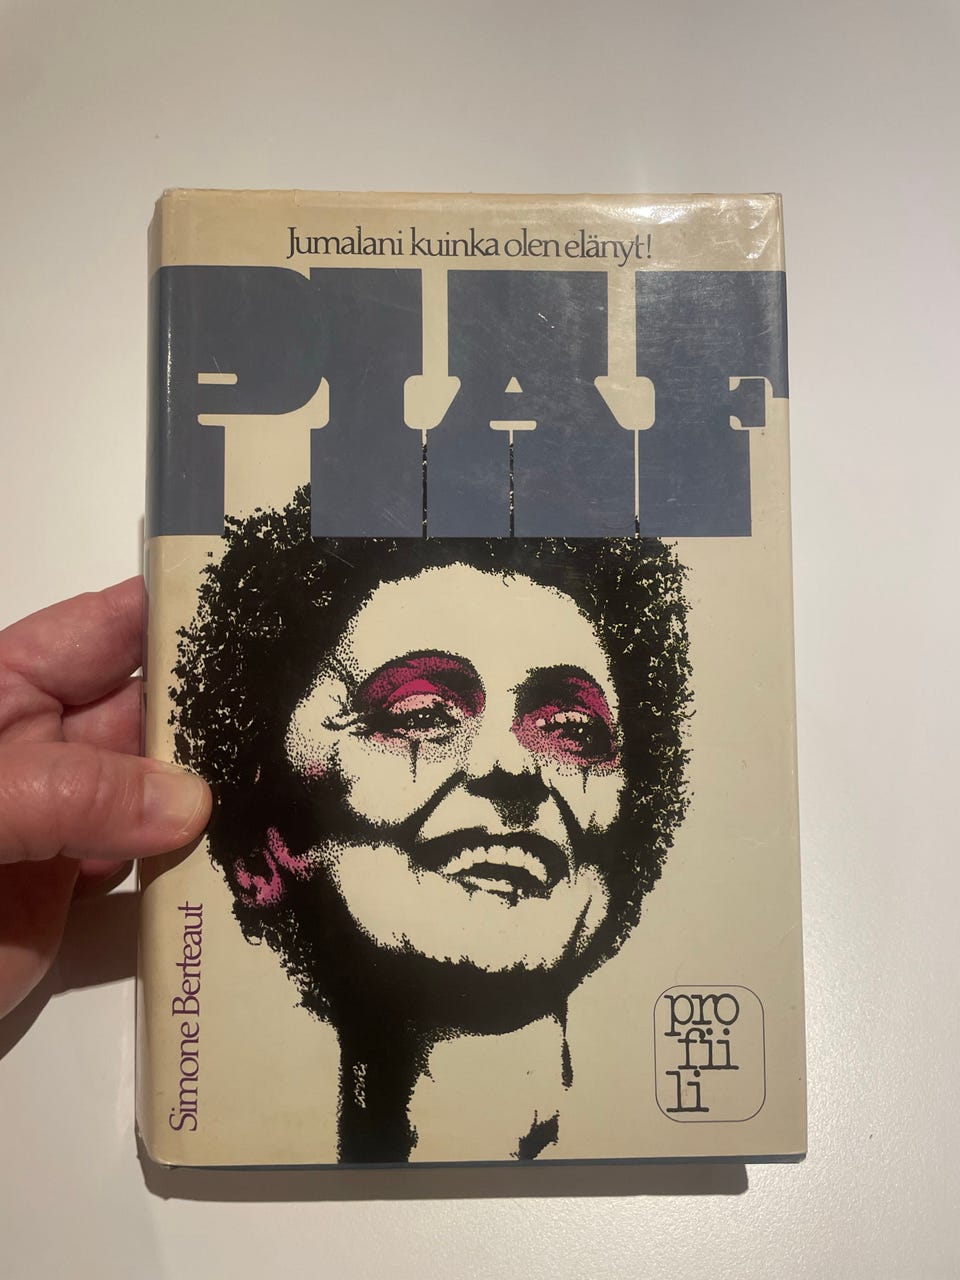 Jumalani kuinka olen elänyt!
PIAF
Simone Berteaut
pro
fii
li